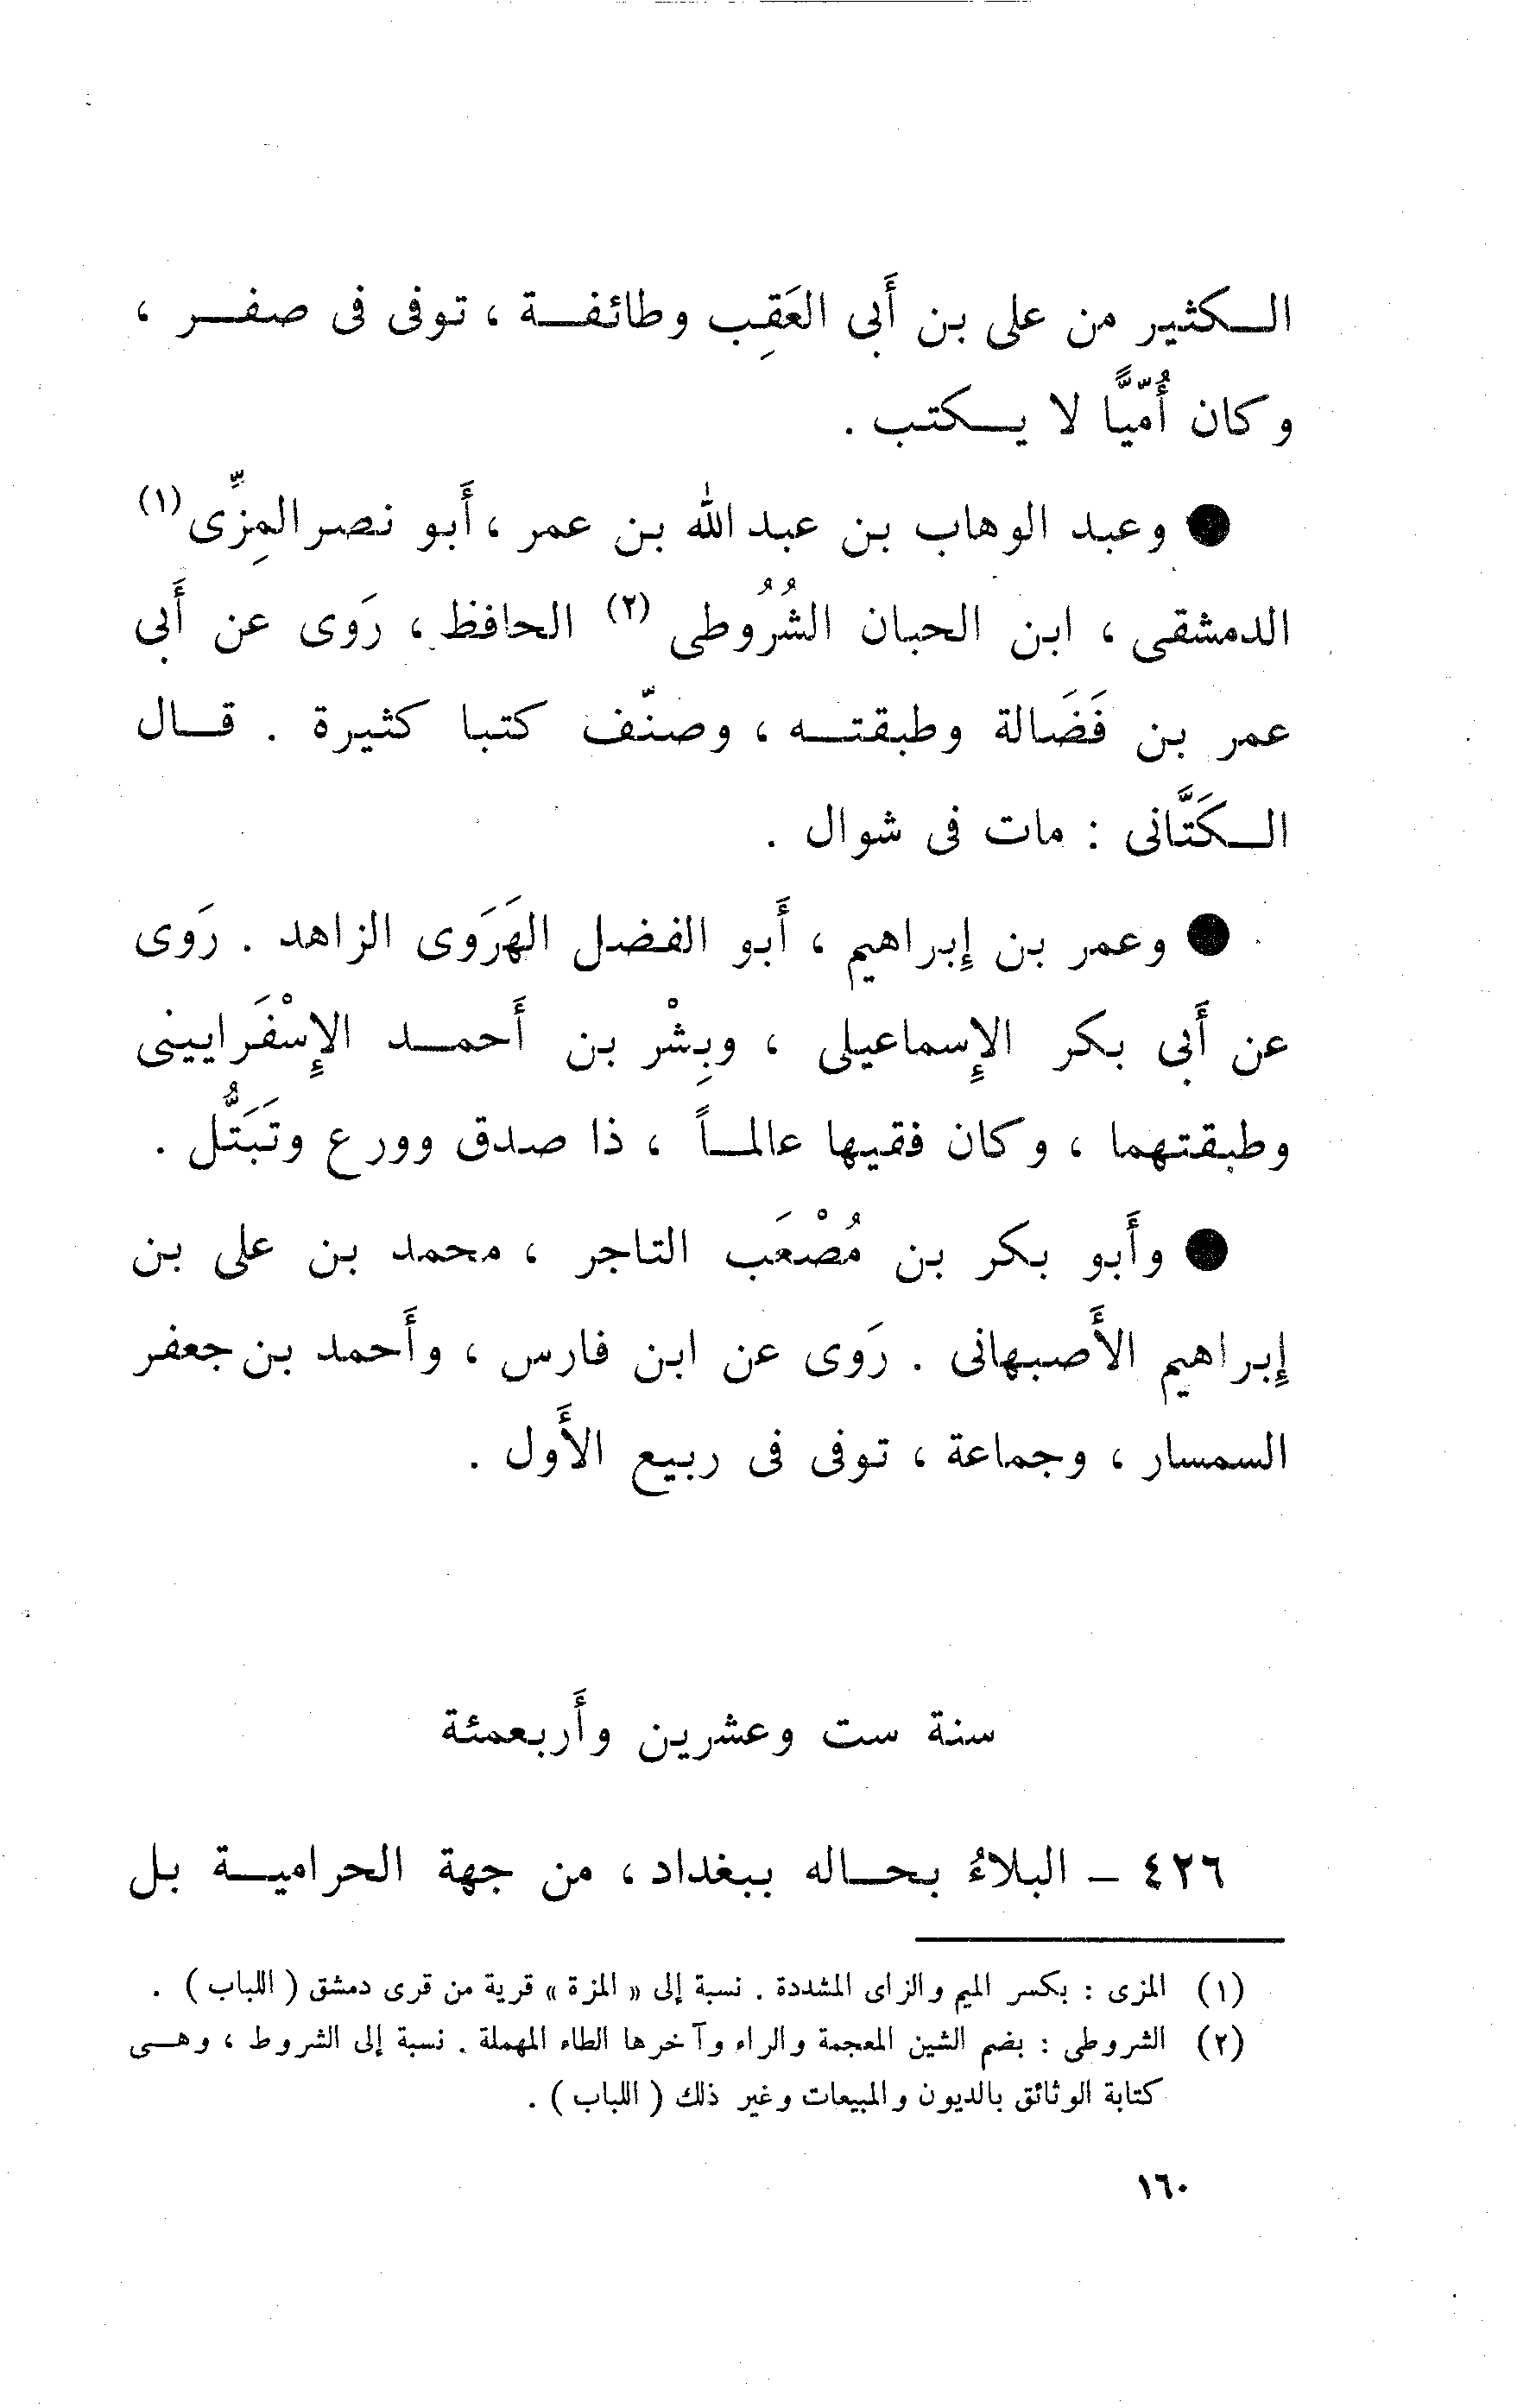 الكثير من على بن أَبى العَقِب وطائفة ، توفى فى صفر ،
وكان أُمّيًّا لا يكتب .
● وعبد الوهاب بن عبد الله بن عمر ، أَبو نصر المِزِّى (١)
الدمشقى ، ابن الحبان الشُرُوطى (٢) الحافظ ، رَوى عن أَبى
عمر بن فَضَالة وطبقته ، وصنّف كتبا كثيرة . قال
الكَتَّانى : مات فى شوال .
● وعمر بن إِبراهيم ، أَبو الفضل الهَرَوى الزاهد . رَوى
عن أَبى بكر الإِسماعيلى ، وبِشْر بن أَحمد الإِسْفَرايينى
وطبقتهما ، وكان فقيها عالماً ، ذا صدق وورع وتَبَتُّل .
● وأَبو بكر بن مُصْعَب التاجر ، محمد بن على بن
إِبراهيم الأَصبهانى . رَوى عن ابن فارس ، وأَحمد بن جعفر
السمسار ، وجماعة ، توفى فى ربيع الأَول .
سنة ست وعشرين وأَربعمئة
٤٢٦ – البلاءُ بحاله ببغداد ، من جهة الحرامية بل
(١) المزى : بكسر الميم والزاى المشددة . نسبة إلى « المزة » قرية من قرى دمشق ( اللباب ) .
(٢) الشروطى : بضم الشين المعجمة والراء وآخرها الطاء المهملة . نسبة إلى الشروط ، وهى
كتابة الوثائق بالديون والمبيعات وغير ذلك ( اللباب ) .
١٦٠